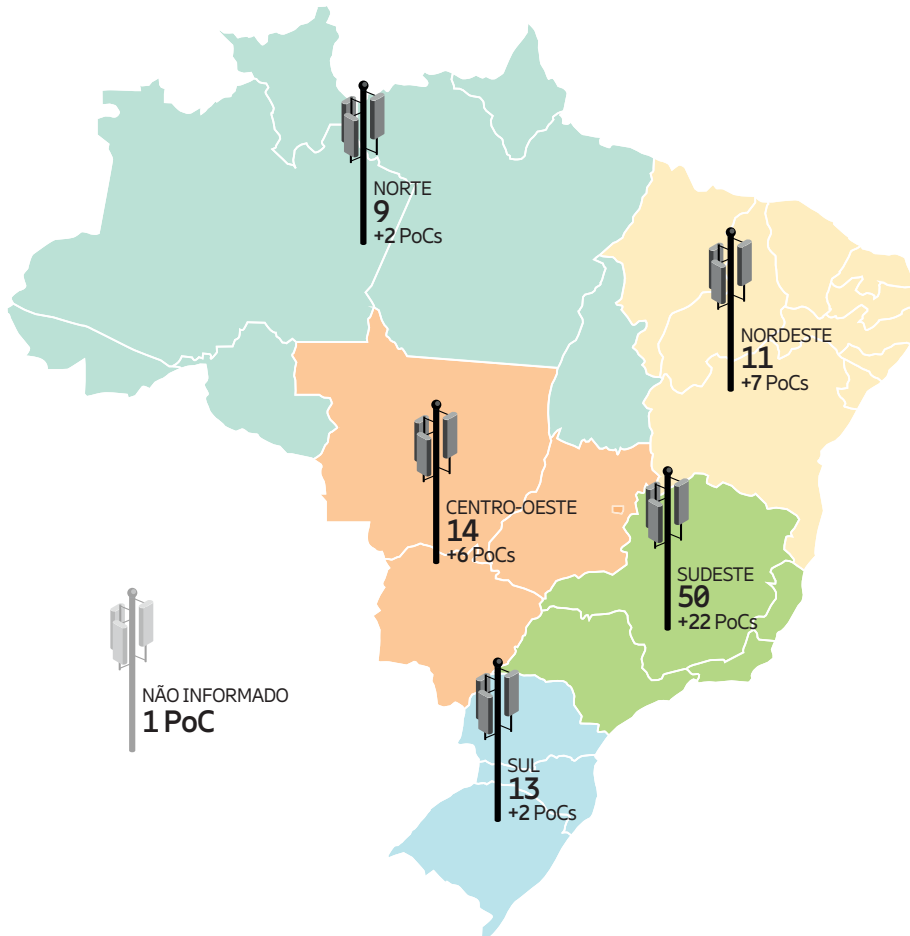 NORTE
9
+2 PoCs
NORDESTE
11
+7 PoCs
CENTRO-OESTE
14
+6 PoCs
SUDESTE
50
+22 PoCs
NÃO INFORMADO
1 PoC
SUL
13
+2 PoCs